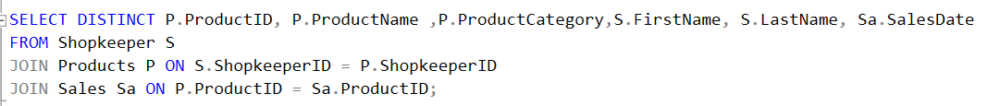 SELECT DISTINCT P.ProductID, P.ProductName ,P.ProductCategory,S.FirstName, S.LastName, Sa.SalesDate
FROM Shopkeeper S
JOIN Products P ON S.ShopkeeperID = P.ShopkeeperID
JOIN Sales Sa ON P.ProductID = Sa.ProductID;